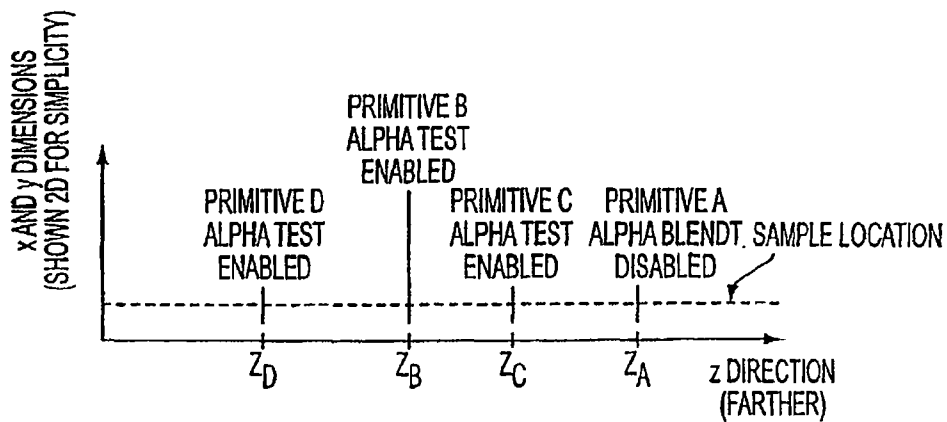 x AND y DIMENSIONS
(SHOWN 2D FOR SIMPLICITY)
PRIMITIVE B
ALPHA TEST
ENABLED
PRIMITIVE D
ALPHA TEST
ENABLED
PRIMITIVE C
ALPHA TEST
ENABLED
PRIMITIVE A
ALPHA BLENDT.
DISABLED
SAMPLE LOCATION
ZD
ZB
ZC
ZA
z DIRECTION
(FARTHER)